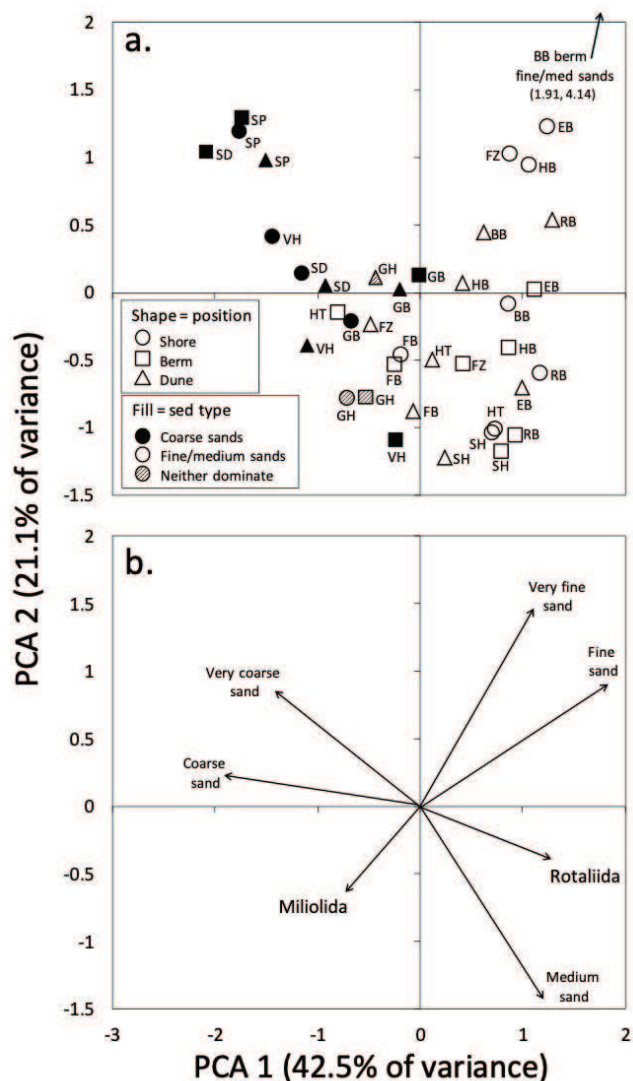 2
a.
BB berm
fine/med sands
(1.91, 4.14)
1.5
SP
EB
SP
FZ
SD
SP
HB
1
RB
0.5
BB
VH
SD
GH
GB
HB
EB
SD
0
GB
Shape = position
HT
BB
Shore
GB
FZ
FB
HT
HB
Berm
VH
-0.5
FB
FZ
RB
Dune
GH
EB
Fill = sed type
GH
FB
HT
Coarse sands
SH
RB
-1
Fine/medium sands
VH
SH
SH
Neither dominate
-1.5
PCA 2 (21.1% of variance)
2
b.
1.5
Very fine
sand
Fine
sand
1
Very coarse
sand
0.5
Coarse
sand
0
Rotaliida
-0.5
Miliolida
-1
Medium
sand
-1.5
-3 -2 -1 0 1 2
PCA 1 (42.5% of variance)